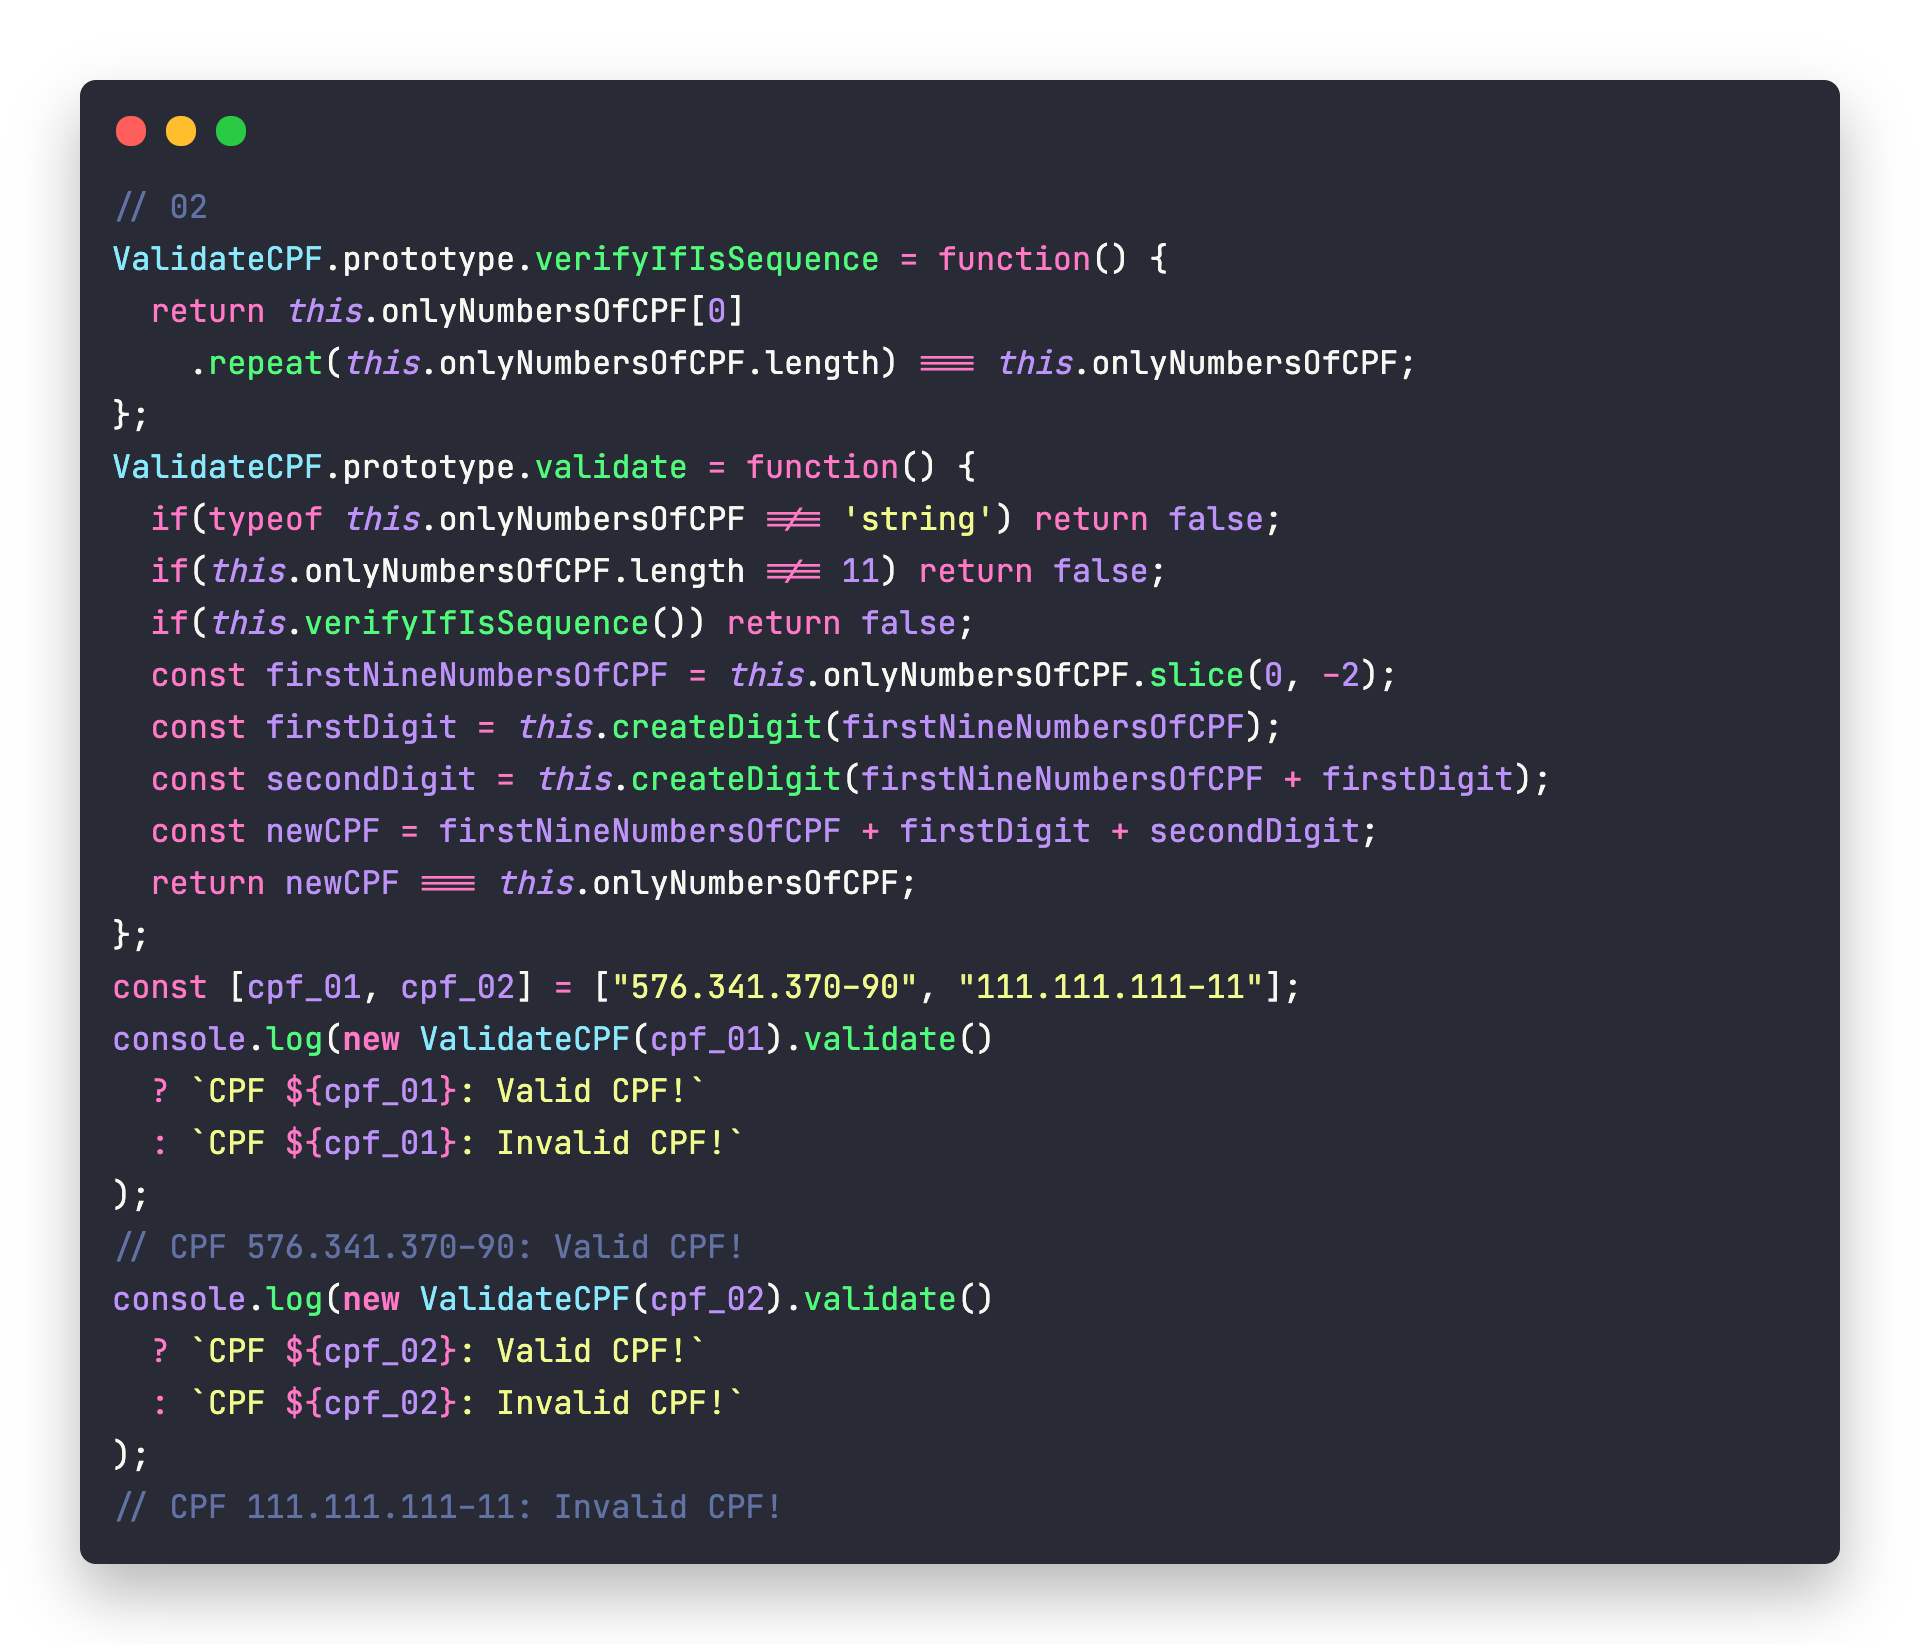 // 02
ValidateCPF.prototype.verifyIfIsSequence = function() {
  return this.onlyNumbersOfCPF[0]
    .repeat(this.onlyNumbersOfCPF.length) === this.onlyNumbersOfCPF;
};
ValidateCPF.prototype.validate = function() {
  if(typeof this.onlyNumbersOfCPF !== 'string') return false;
  if(this.onlyNumbersOfCPF.length !== 11) return false;
  if(this.verifyIfIsSequence()) return false;
  const firstNineNumbersOfCPF = this.onlyNumbersOfCPF.slice(0, -2);
  const firstDigit = this.createDigit(firstNineNumbersOfCPF);
  const secondDigit = this.createDigit(firstNineNumbersOfCPF + firstDigit);
  const newCPF = firstNineNumbersOfCPF + firstDigit + secondDigit;
  return newCPF === this.onlyNumbersOfCPF;
};
const [cpf_01, cpf_02] = ["576.341.370-90", "111.111.111-11"];
console.log(new ValidateCPF(cpf_01).validate()
  ? `CPF ${cpf_01}: Valid CPF!`
  : `CPF ${cpf_01}: Invalid CPF!`
);
// CPF 576.341.370-90: Valid CPF!
console.log(new ValidateCPF(cpf_02).validate()
  ? `CPF ${cpf_02}: Valid CPF!`
  : `CPF ${cpf_02}: Invalid CPF!`
);
// CPF 111.111.111-11: Invalid CPF!